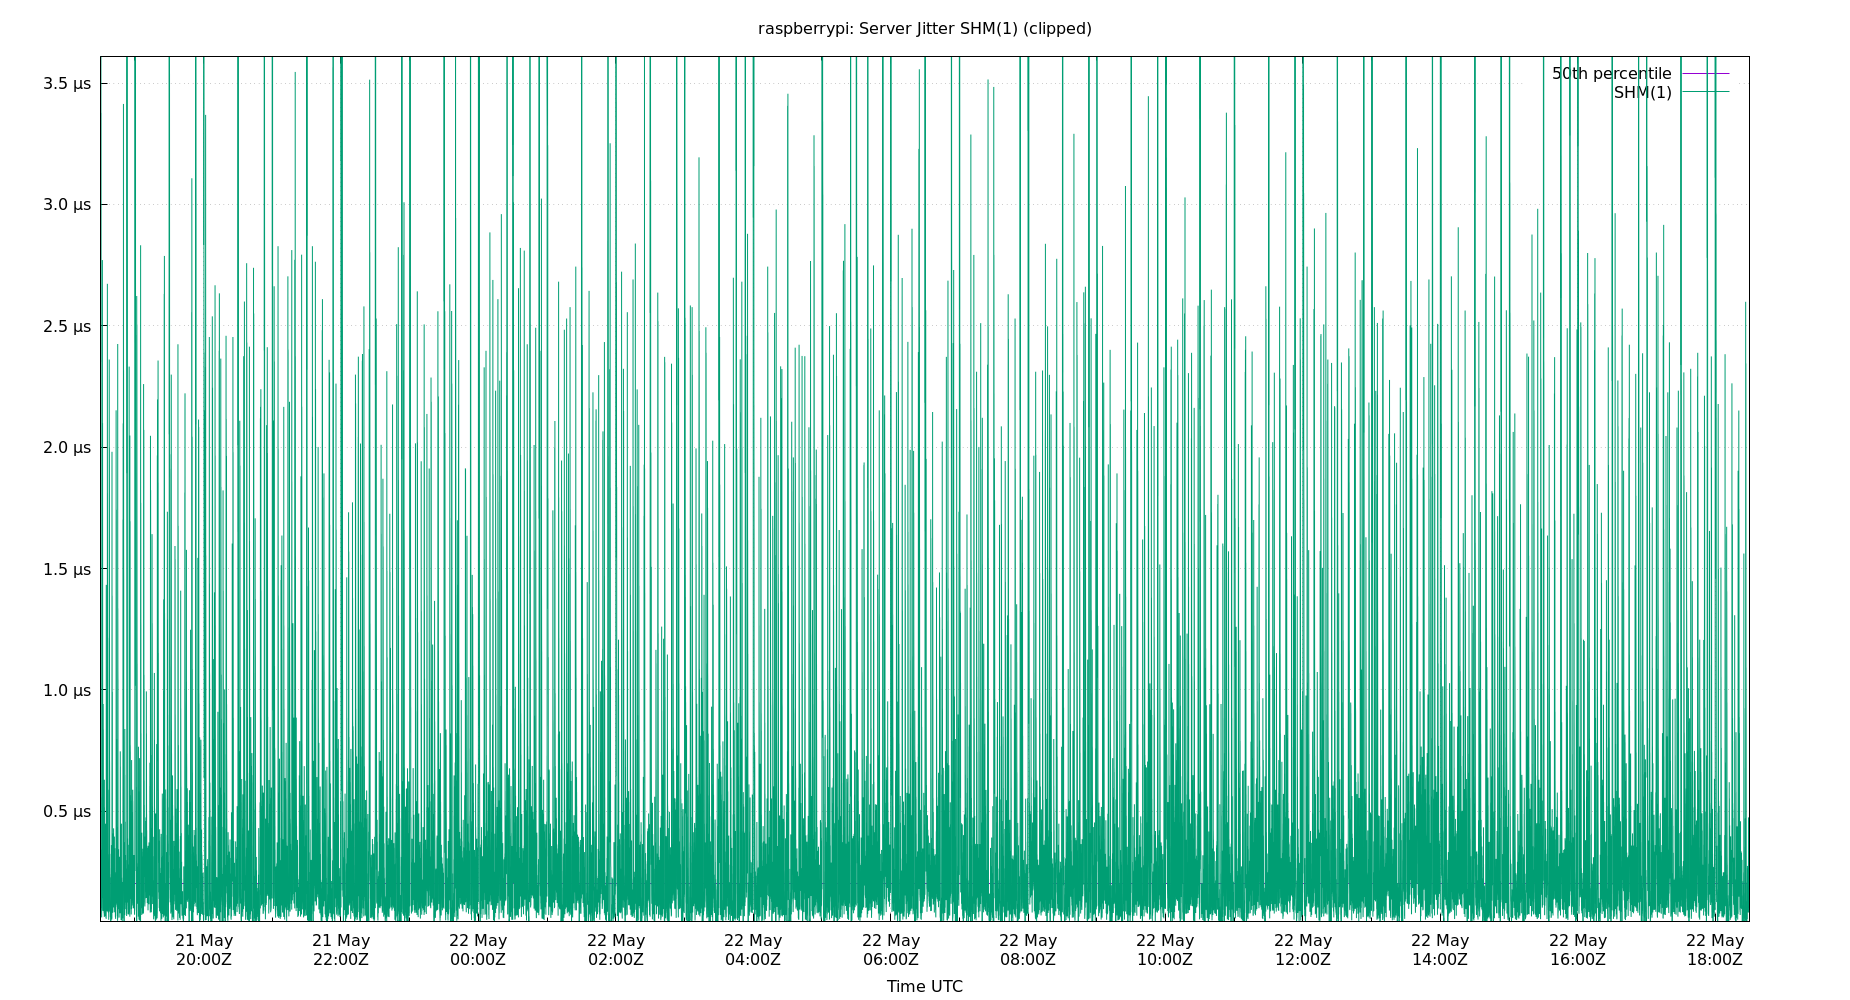 raspberrypi: Server Jitter SHM(1) (clipped)
50th percentile
SHM(1)
3.5 µs
3.0 µs
2.5 µs
2.0 µs
1.5 µs
1.0 µs
0.5 µs
21 May 21 May 22 May 22 May 22 May 22 May 22 May 22 May 22 May 22 May 22 May 22 May
20:00Z 22:00Z 00:00Z 02:00Z 04:00Z 06:00Z 08:00Z 10:00Z 12:00Z 14:00Z 16:00Z 18:00Z
Time UTC